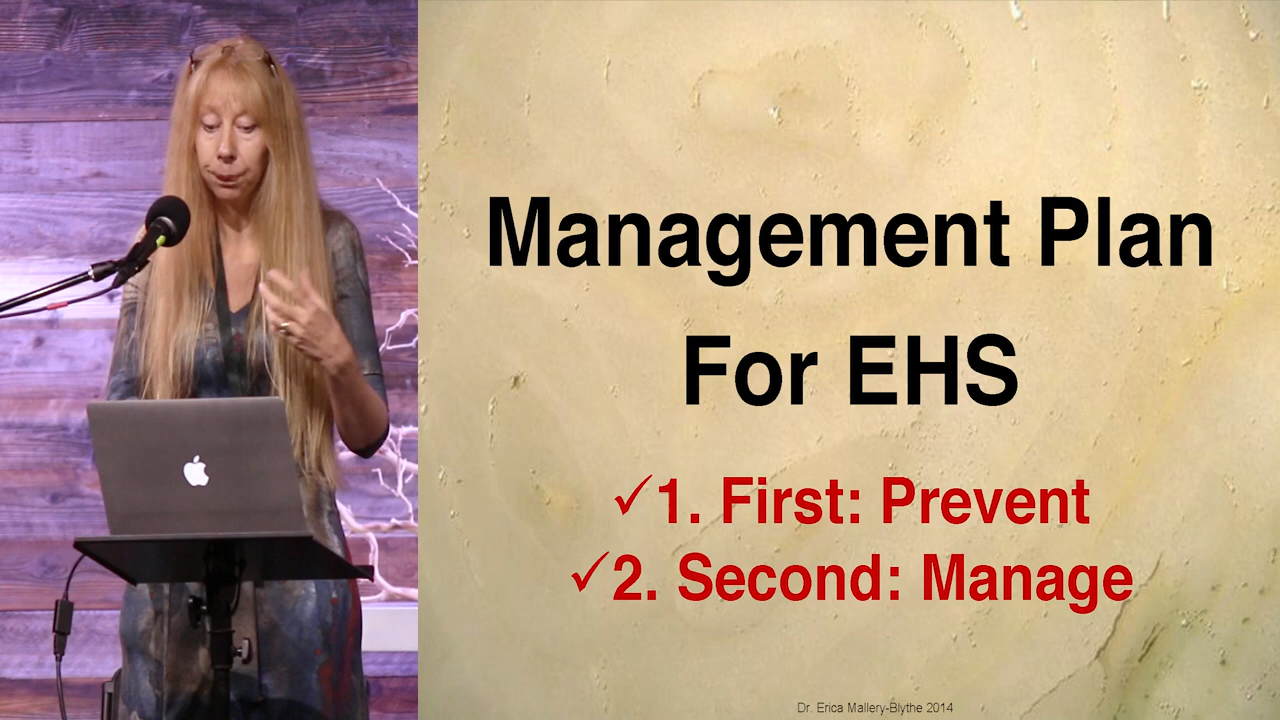 Management Plan
For EHS
✓1. First: Prevent
✓2. Second: Manage
Dr. Erica Mallery-Blythe 2014